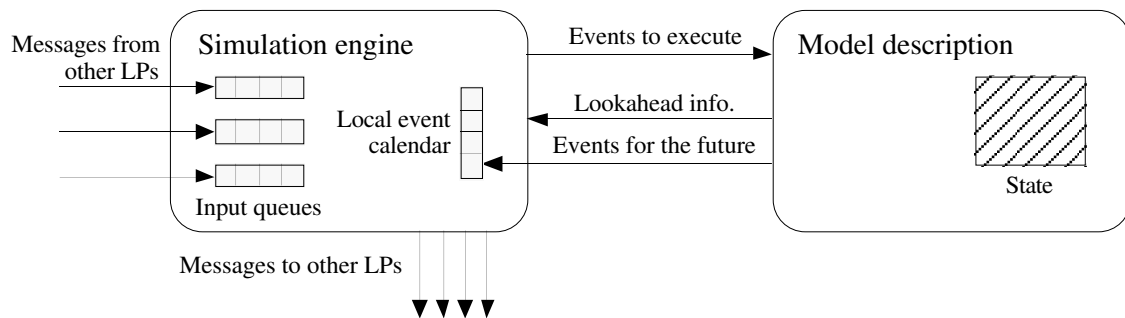 Messages from
other LPs
Simulation engine
Local event
calendar
Input queues
Messages to other LPs
Events to execute
Lookahead info.
Events for the future
Model description
State